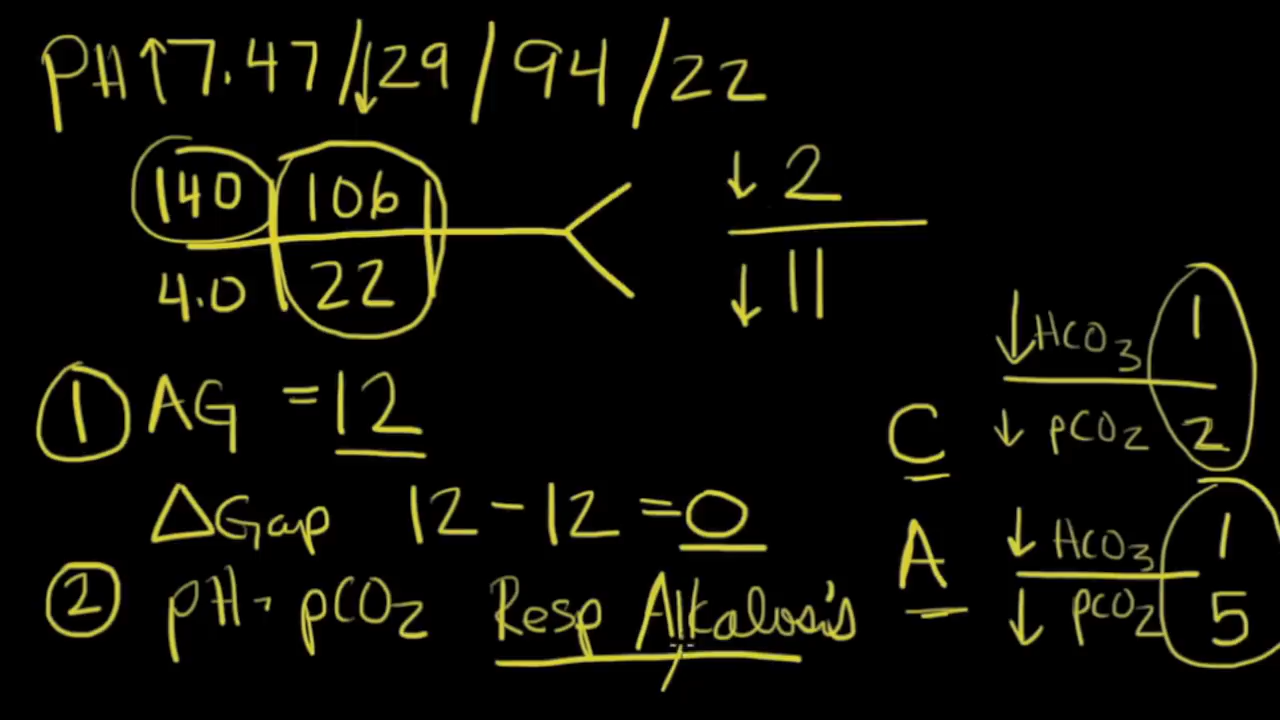 PH ↑ 7.47 / ↓ 29 / 94 / 22
140 106
4.0 22
↓ 2
↓ 11
↓ HCO3 1
↓ pCO2 2
C
① AG = 12
ΔGap 12 - 12 = 0
A
↓ HCO3 1
↓ pCO2 5
② pH - pCO2 Resp Alkalosis